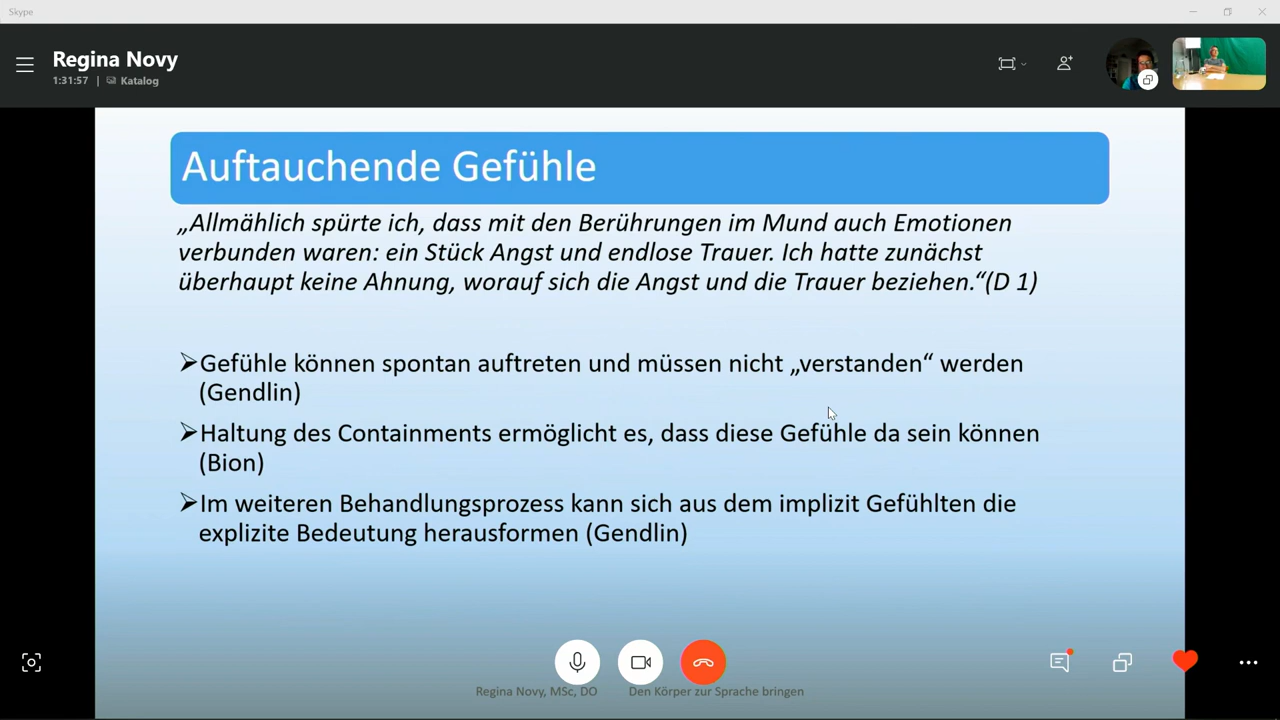 Skype
Regina Novy
1:31:57 | Katalog
Auftauchende Gefühle
„Allmählich spürte ich, dass mit den Berührungen im Mund auch Emotionen
verbunden waren: ein Stück Angst und endlose Trauer. Ich hatte zunächst
überhaupt keine Ahnung, worauf sich die Angst und die Trauer beziehen.“(D 1)
➢Gefühle können spontan auftreten und müssen nicht „verstanden“ werden
(Gendlin)
➢Haltung des Containments ermöglicht es, dass diese Gefühle da sein können
(Bion)
➢Im weiteren Behandlungsprozess kann sich aus dem implizit Gefühlten die
explizite Bedeutung herausformen (Gendlin)
Regina Novy, MSc, DO Den Körper zur Sprache bringen